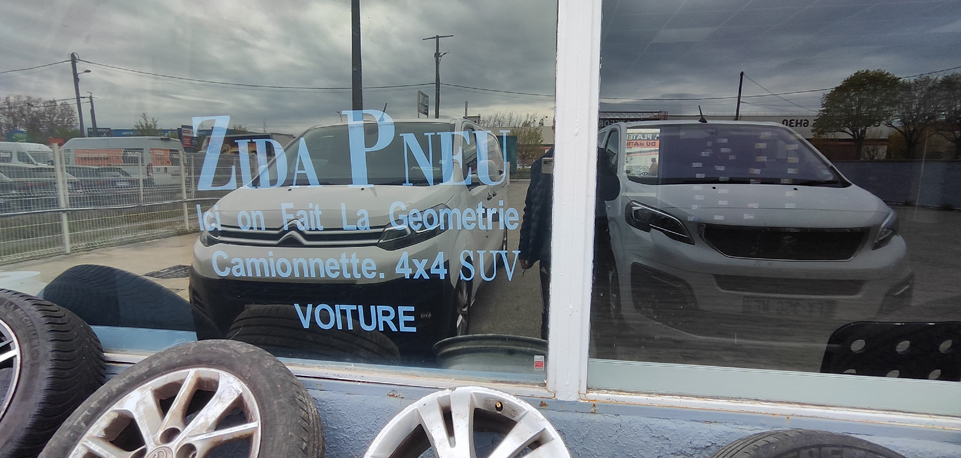 ZIDA PNEU
Ici on Fait La Geometrie
Camionnette. 4x4 SUV
VOITURE